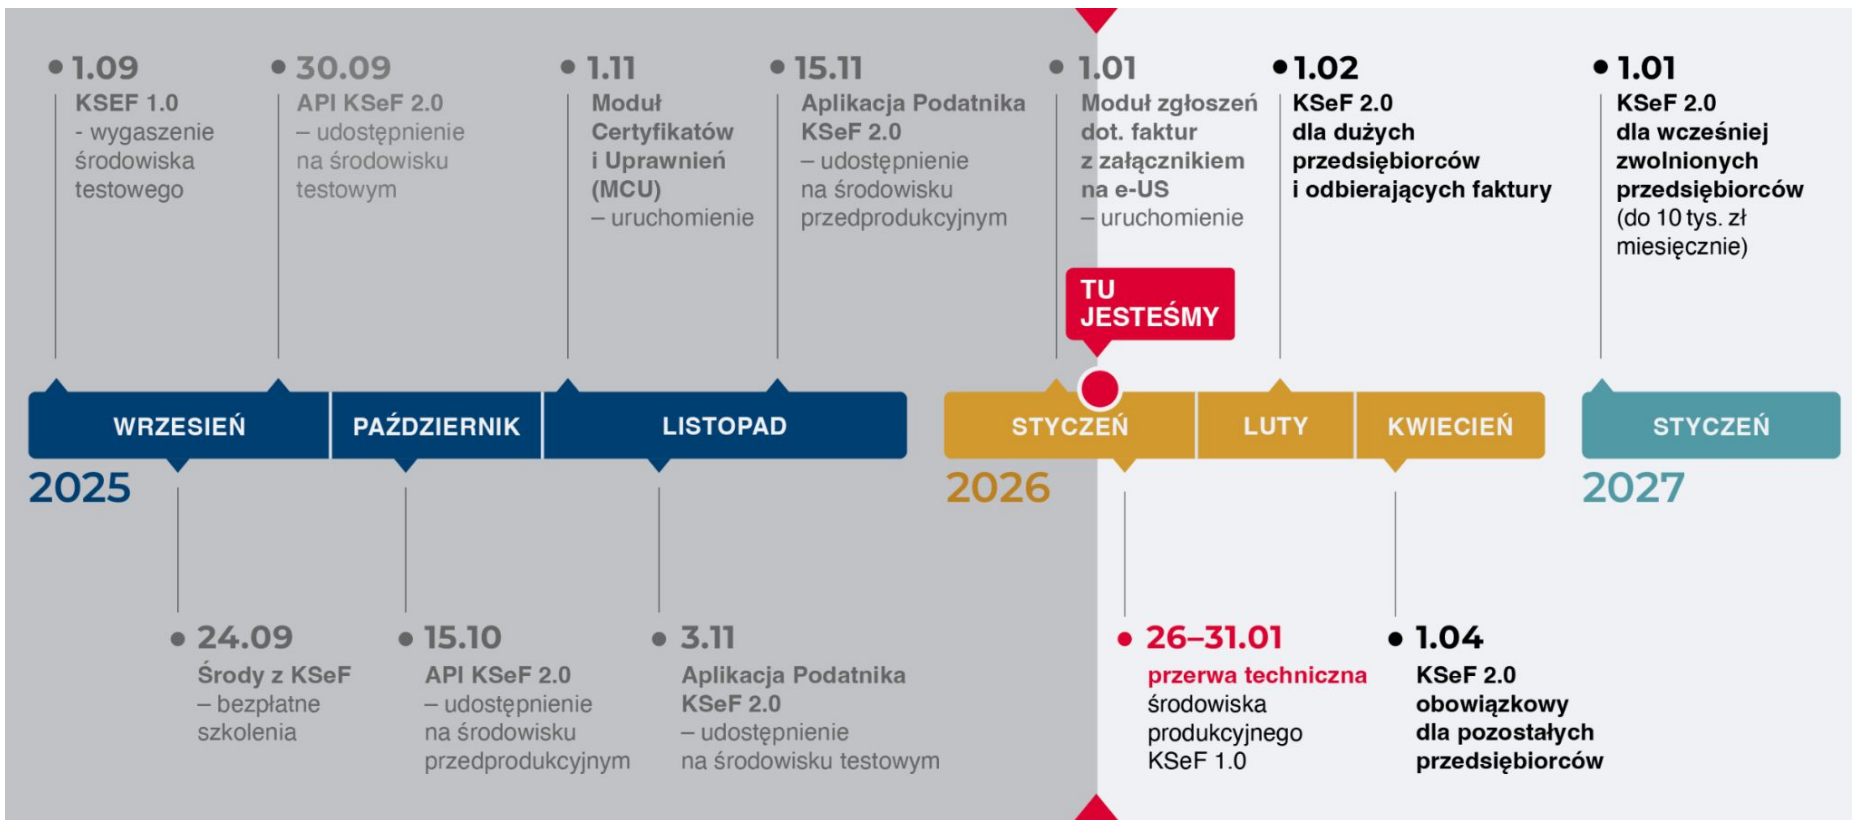 1.09
KSEF 1.0
- wygaszenie
środowiska
testowego
30.09
API KSeF 2.0
– udostępnienie
na środowisku
testowym
1.11
Moduł
Certyfikatów
i Uprawnień
(MCU)
– uruchomienie
15.11
Aplikacja Podatnika
KSeF 2.0
– udostępnienie
na środowisku
przedprodukcyjnym
1.01
Moduł zgłoszeń
dot. faktur
z załącznikiem
na e-US
– uruchomienie
1.02
KSeF 2.0
dla dużych
przedsiębiorców
i odbierających faktury
1.01
KSeF 2.0
dla wcześniej
zwolnionych
przedsiębiorców
(do 10 tys. zł
miesięcznie)
TU
JESTEŚMY
WRZESIEŃ
PAŹDZIERNIK
LISTOPAD
STYCZEŃ
LUTY
KWIECIEŃ
STYCZEŃ
2025
2026
2027
24.09
Środy z KSeF
– bezpłatne
szkolenia
15.10
API KSeF 2.0
– udostępnienie
na środowisku
przedprodukcyjnym
3.11
Aplikacja Podatnika
KSeF 2.0
– udostępnienie
na środowisku testowym
26–31.01
przerwa techniczna
środowiska
produkcyjnego
KSeF 1.0
1.04
KSeF 2.0
obowiązkowy
dla pozostałych
przedsiębiorców